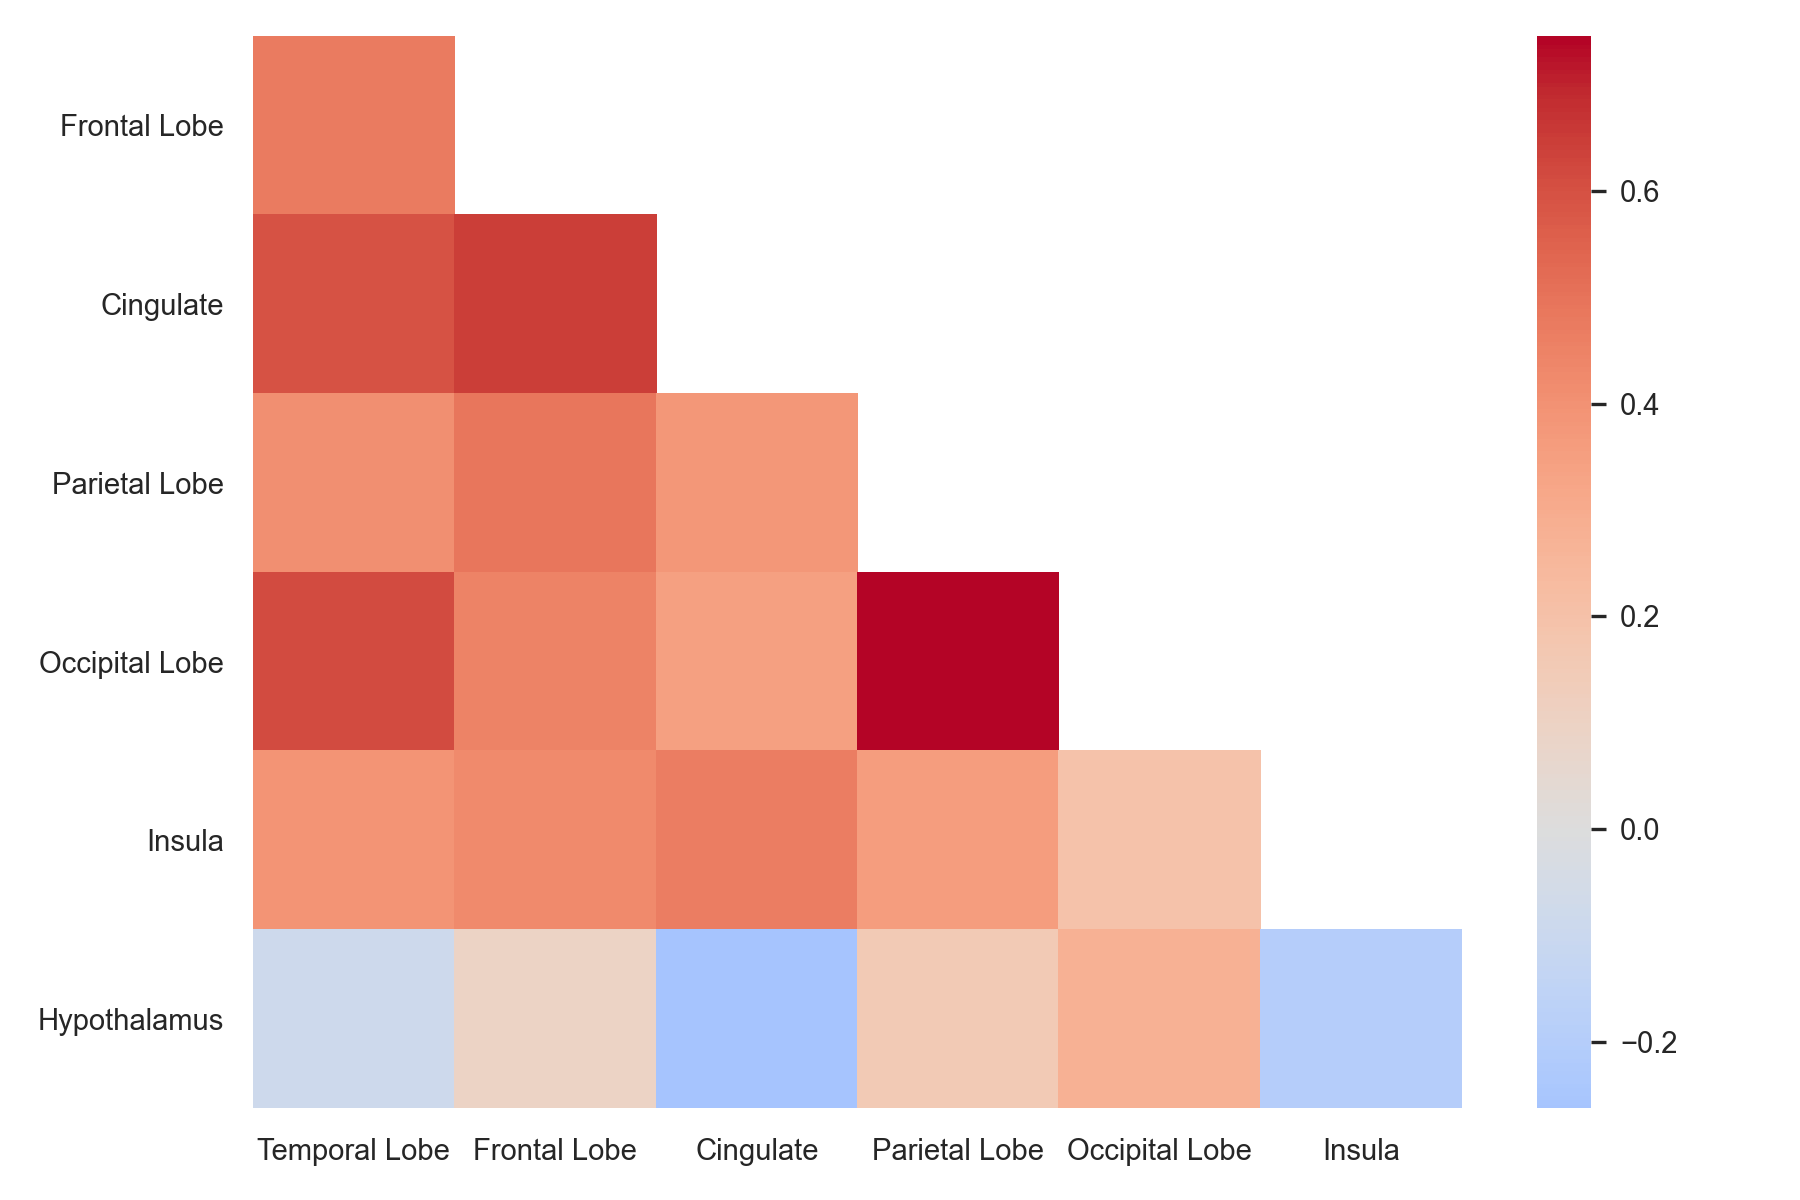 Frontal Lobe
Cingulate
Parietal Lobe
Occipital Lobe
Insula
Hypothalamus
Temporal Lobe Frontal Lobe Cingulate Parietal Lobe Occipital Lobe Insula
0.6
0.4
0.2
0.0
−0.2